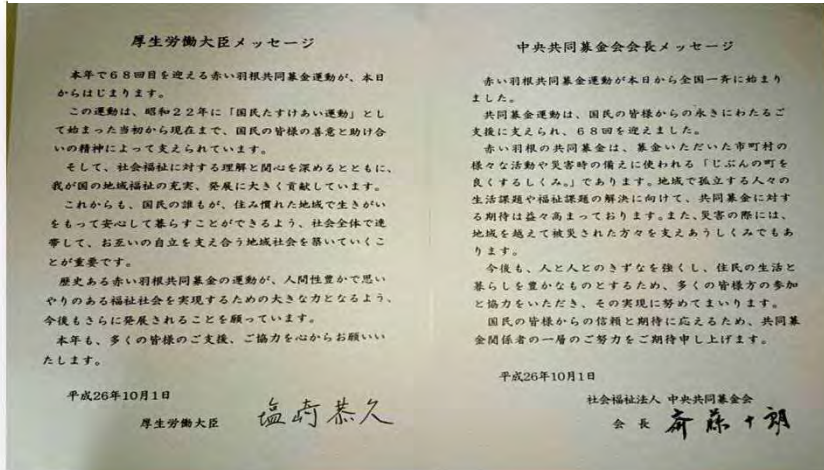 厚生労働大臣メッセージ
本年で68回目を迎える赤い羽根共同募金運動が、本日
からはじまります。
この運動は、昭和22年に「国民たすけあい運動」とし
て始まった当初から現在まで、国民の皆様の善意と助け合
いの精神によって支えられています。
そして、社会福祉に対する理解と関心を深めるとともに、
我が国の地域福祉の充実、発展に大きく貢献しています。
これからも、国民の誰もが、住み慣れた地域で生きがい
をもって安心して暮らすことができるよう、社会全体で連
帯して、お互いの自立を支え合う地域社会を築いていくこ
とが重要です。
歴史ある赤い羽根共同募金の運動が、人間性豊かで思い
やりのある福祉社会を実現するための大きな力となるよう、
今後もさらに発展されることを願っています。
本年も、多くの皆様のご支援、ご協力を心からお願いい
たします。
平成26年10月1日
厚生労働大臣 塩崎恭久
中央共同募金会会長メッセージ
赤い羽根共同募金運動が本日から全国一斉に始まり
ました。
共同募金運動は、国民の皆様からの永きにわたるご
支援に支えられ、68回を迎えました。
赤い羽根の共同募金は、募金いただいた市町村の
様々な活動や災害時の備えに使われる「じぶんの町を
良くするしくみ。」であります。地域で孤立する人々の
生活課題や福祉課題の解決に向けて、共同募金に対す
る期待は益々高まっております。また、災害の際には、
地域を越えて被災された方々を支えあうしくみでもあ
ります。
今後も、人と人とのきずなを強くし、住民の生活と
暮らしを豊かなものとするため、多くの皆様方の参加
と協力をいただき、その実現に努めてまいります。
国民の皆様からの信頼と期待に応えるため、共同募
金関係者の一層のご努力をご期待申し上げます。
平成26年10月1日
社会福祉法人 中央共同募金会
会長 斎藤十朗